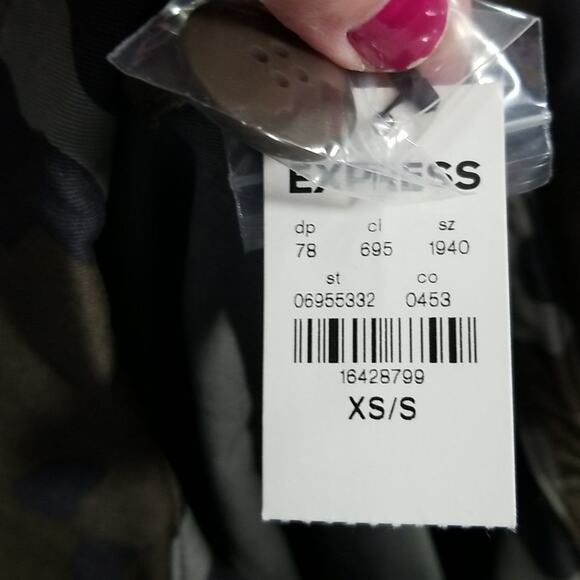 EXPRESS
dp cl sz
78 695 1940
st co
06955332 0453
16428799
XS/S